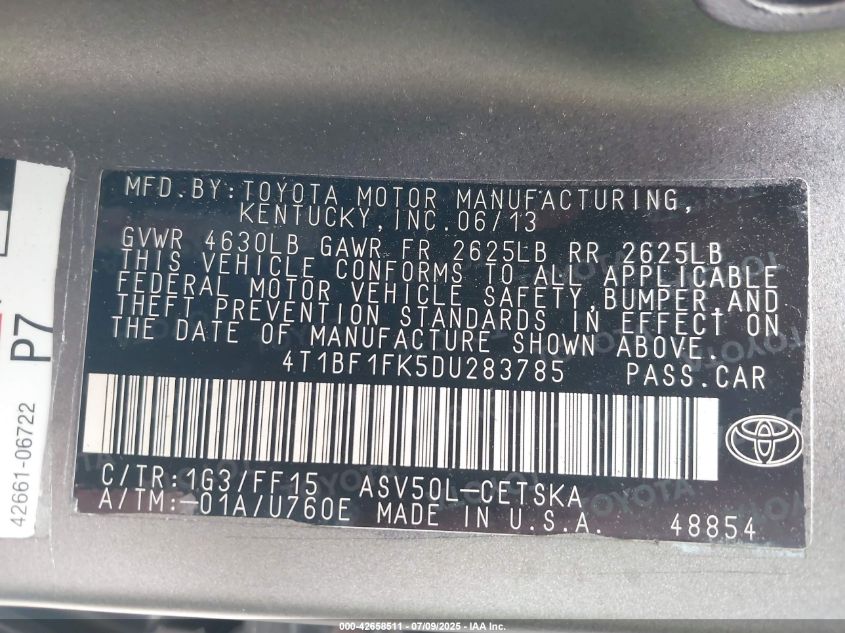 MFD.BY:TOYOTA MOTOR MANUFACTURING,
KENTUCKY,INC.06/13
GVWR 4630LB GAWR FR 2625LB RR 2625LB
THIS VEHICLE CONFORMS TO ALL APPLICABLE
FEDERAL MOTOR VEHICLE SAFETY,BUMPER,AND
THEFT PREVENTION STANDARDS IN EFFECT ON
THE DATE OF MANUFACTURE SHOWN ABOVE.
4T1BF1FK5DU283785 PASS.CAR
C/TR:1G3/FF15 ASV50L-CETSKA
A/TM:-01A/U760E MADE IN U.S.A. 48854
P7
42661-06722
000-42658511 | 07/09/2025 - IAA Inc.